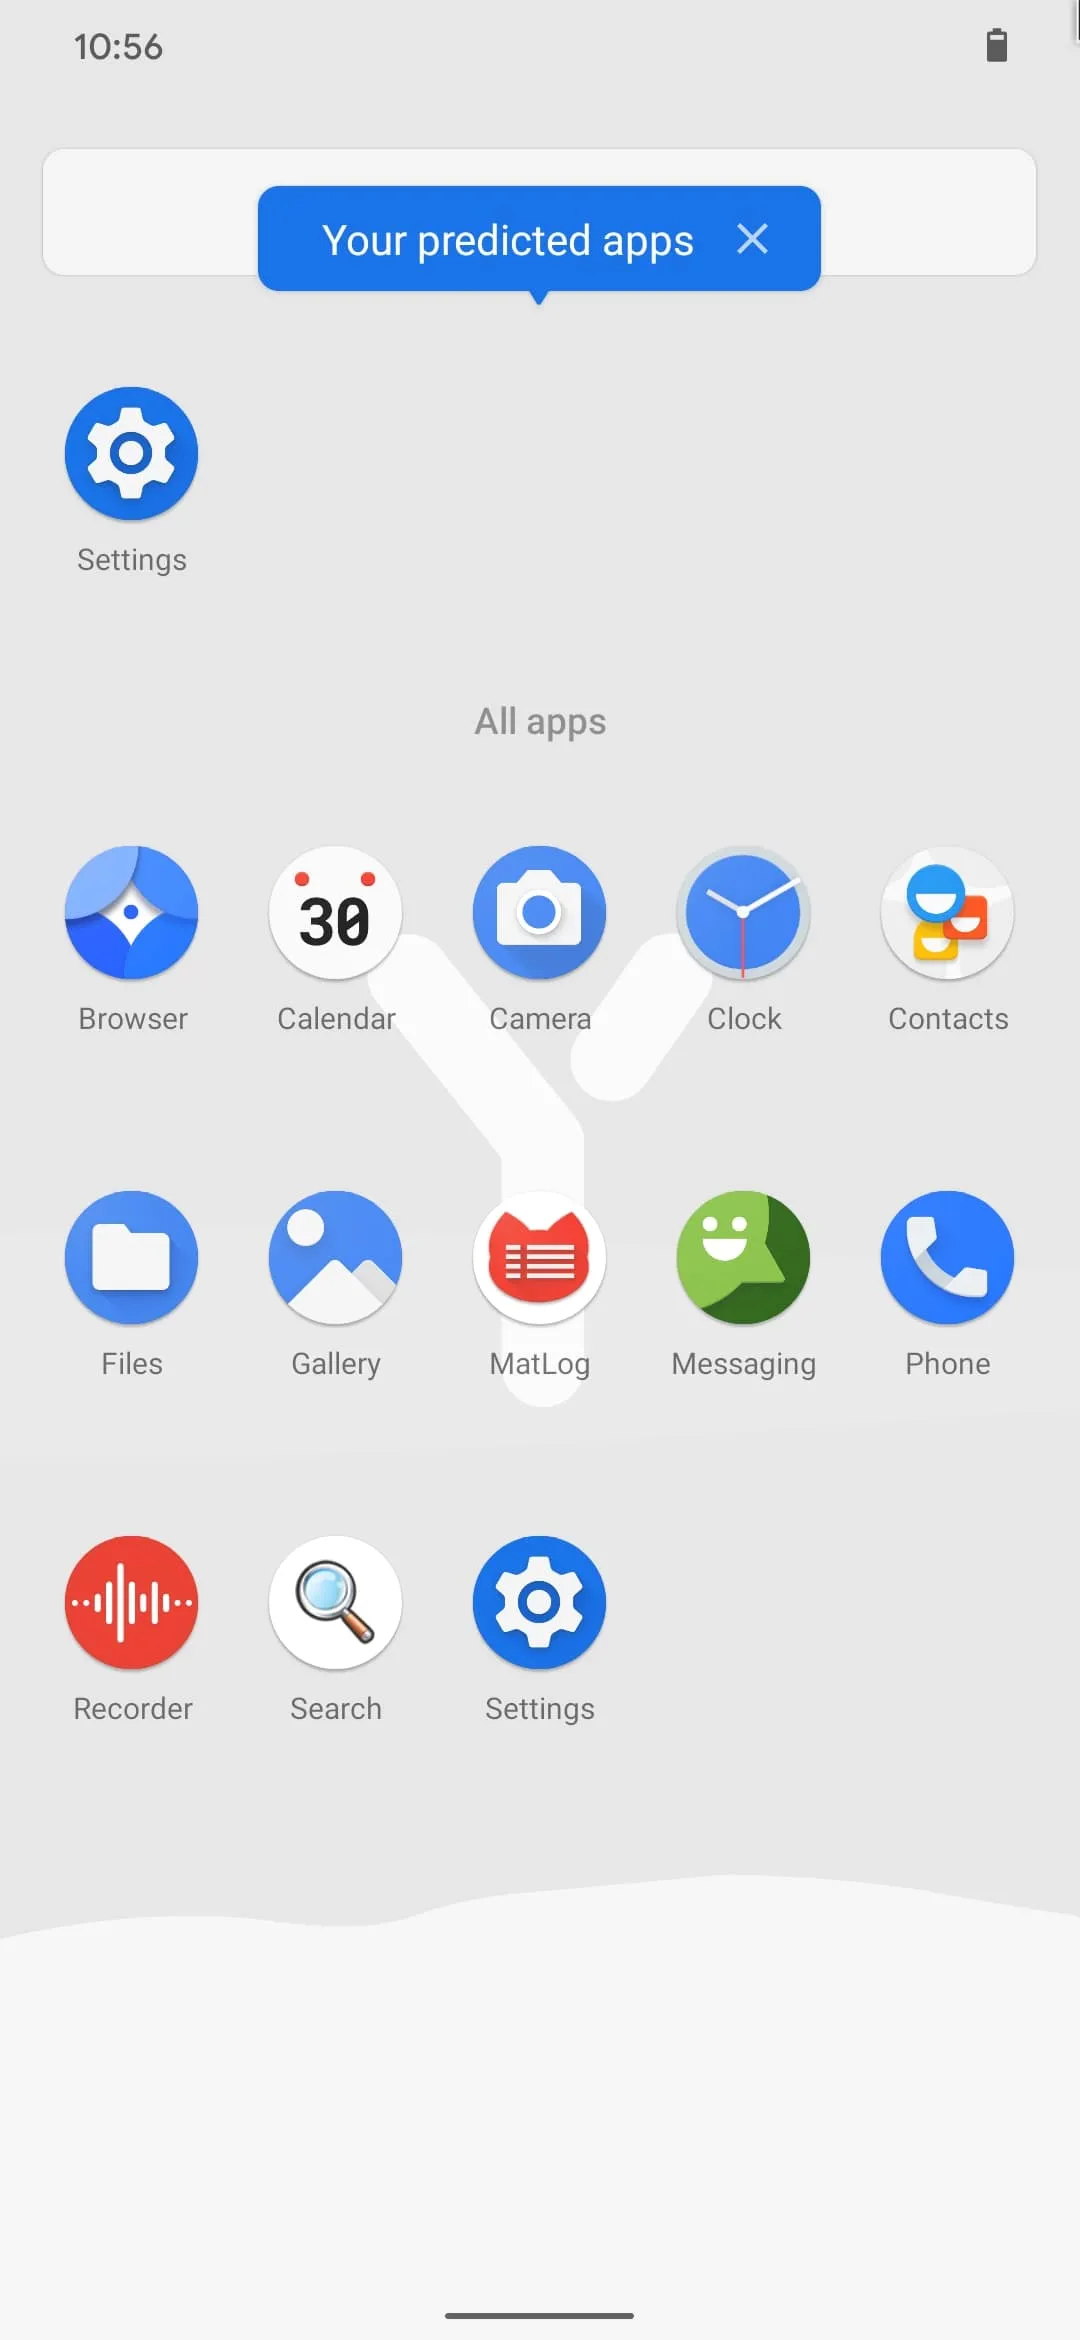 10:56
Your predicted apps
Settings
All apps
Browser
Calendar
Camera
Clock
Contacts
30
Files
Gallery
MatLog
Messaging
Phone
Recorder
Search
Settings